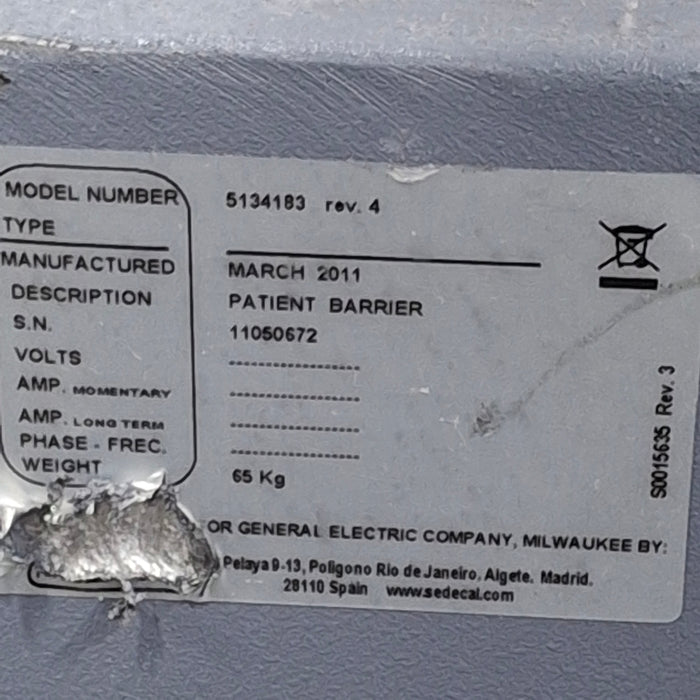 MODEL NUMBER 5134183 rev. 4
TYPE
MANUFACTURED MARCH 2011
DESCRIPTION PATIENT BARRIER
S.N. 11050672
VOLTS
AMP. MOMENTARY
AMP. LONG TERM
PHASE - FREC.
WEIGHT 65 Kg
OR GENERAL ELECTRIC COMPANY, MILWAUKEE BY:
Pelaya 9-13, Poligono Rio de Janeiro, Algete. Madrid.
28110 Spain www.sedecal.com
S0015635 Rev. 3